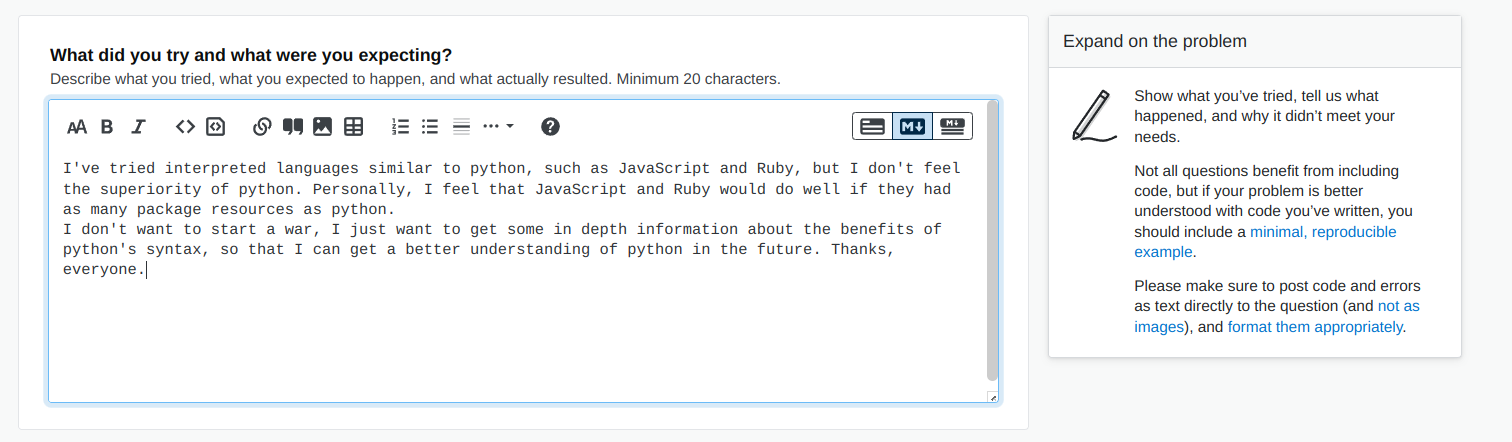 What did you try and what were you expecting?
Describe what you tried, what you expected to happen, and what actually resulted. Minimum 20 characters.
I've tried interpreted languages similar to python, such as JavaScript and Ruby, but I don't feel
the superiority of python. Personally, I feel that JavaScript and Ruby would do well if they had
as many package resources as python.
I don't want to start a war, I just want to get some in depth information about the benefits of
python's syntax, so that I can get a better understanding of python in the future. Thanks,
everyone.
Expand on the problem
Show what you've tried, tell us what
happened, and why it didn't meet your
needs.
Not all questions benefit from including
code, but if your problem is better
understood with code you've written, you
should include a minimal, reproducible
example.
Please make sure to post code and errors
as text directly to the question (and not as
images), and format them appropriately.